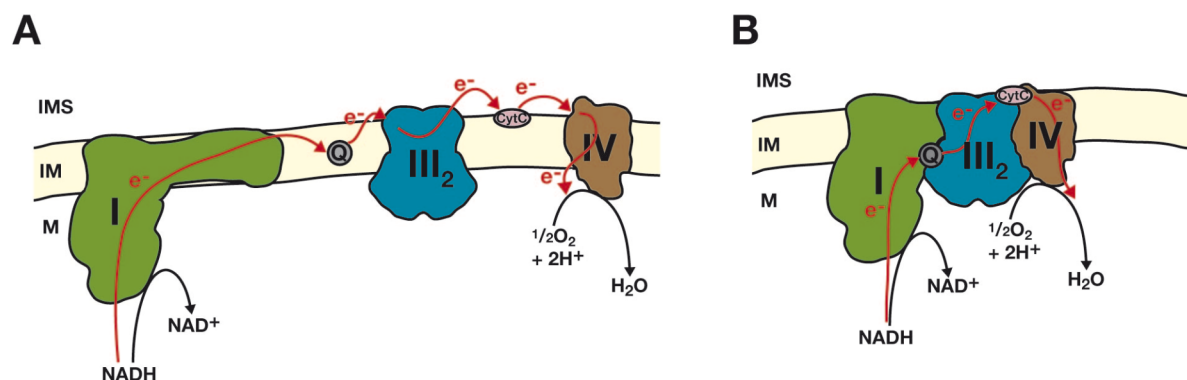 A
B
IMS
IM
M
I
e-
e-
Q
III2
e-
CytC
e-
IV
e-
1/2O2
+ 2H+
H2O
NAD+
NADH
IMS
IM
M
I
e-
Q
III2
e-
CytC
e-
IV
1/2O2
+ 2H+
H2O
NAD+
NADH